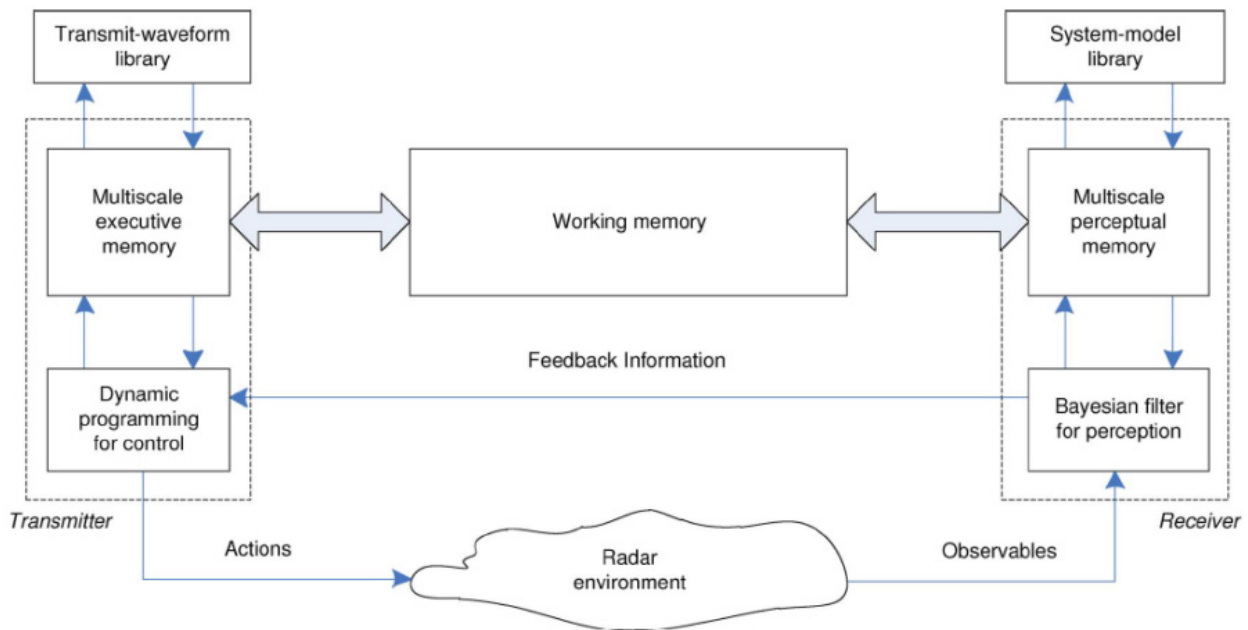 Transmit-waveform
library
System-model
library
Multiscale
executive
memory
Working memory
Multiscale
perceptual
memory
Feedback Information
Dynamic
programming
for control
Bayesian filter
for perception
Transmitter
Receiver
Actions
Radar
environment
Observables